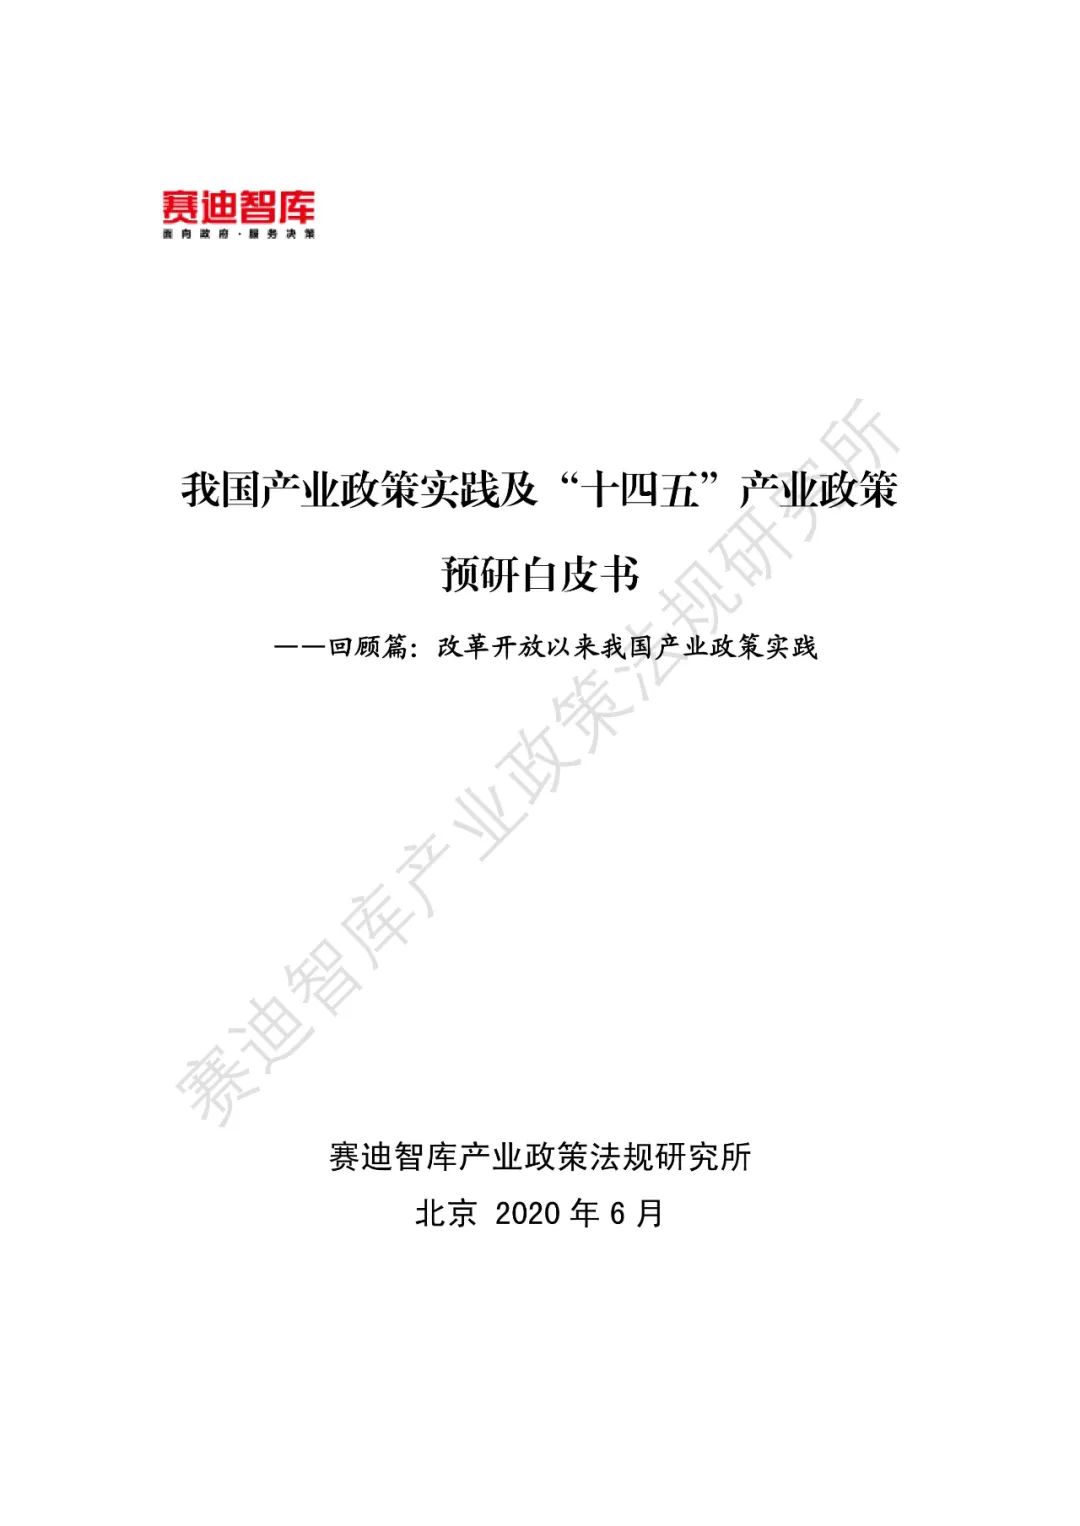 赛迪智库
面向政府·服务决策
我国产业政策实践及“十四五”产业政策
预研白皮书
——回顾篇：改革开放以来我国产业政策实践
赛迪智库产业政策法规研究所
赛迪智库产业政策法规研究所
北京 2020 年 6 月